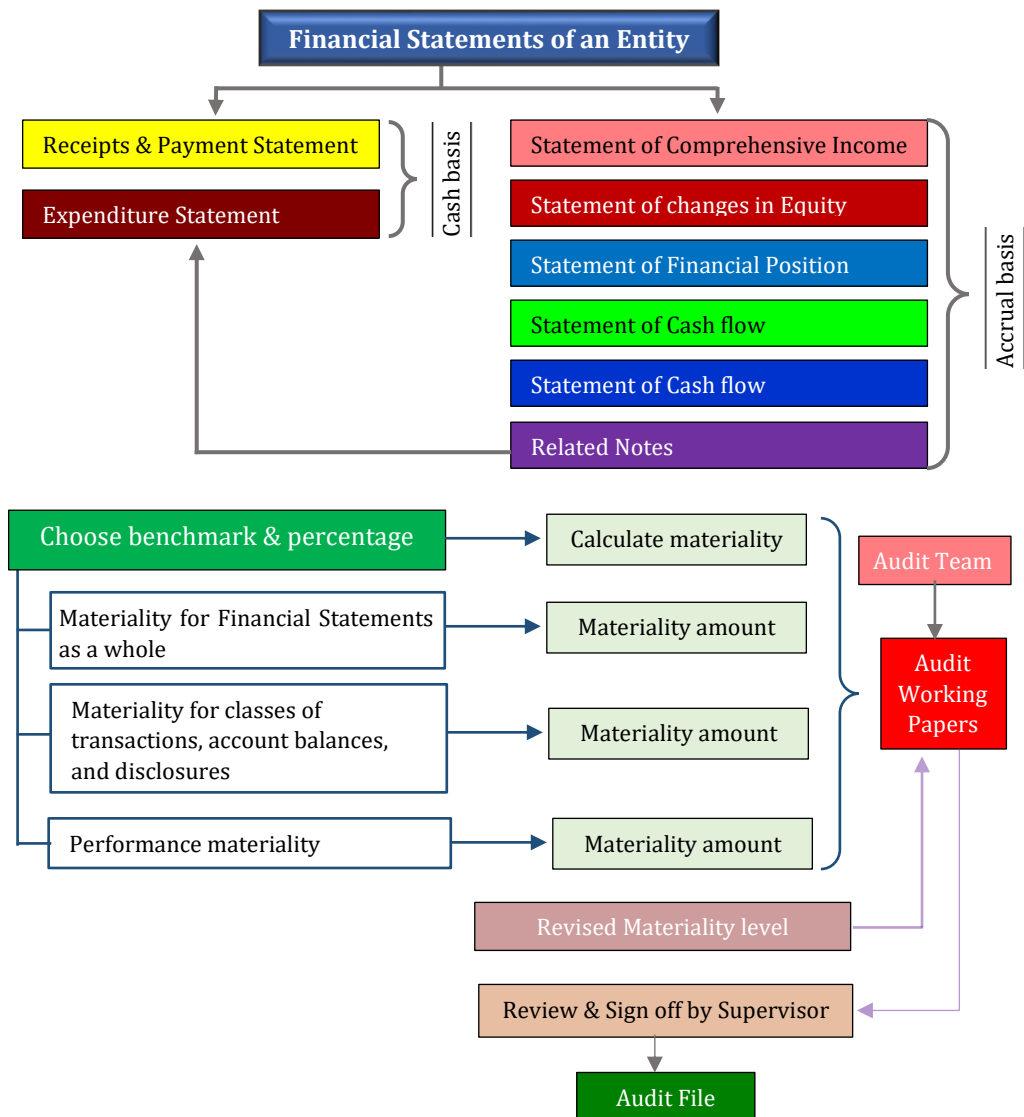 Financial Statements of an Entity
Receipts & Payment Statement
Expenditure Statement
Cash basis
Statement of Comprehensive Income
Statement of changes in Equity
Statement of Financial Position
Statement of Cash flow
Statement of Cash flow
Related Notes
Accrual basis
Choose benchmark & percentage
Calculate materiality
Materiality for Financial Statements
as a whole
Materiality amount
Materiality for classes of
transactions, account balances,
and disclosures
Materiality amount
Performance materiality
Materiality amount
Audit Team
Audit
Working
Papers
Revised Materiality level
Review & Sign off by Supervisor
Audit File